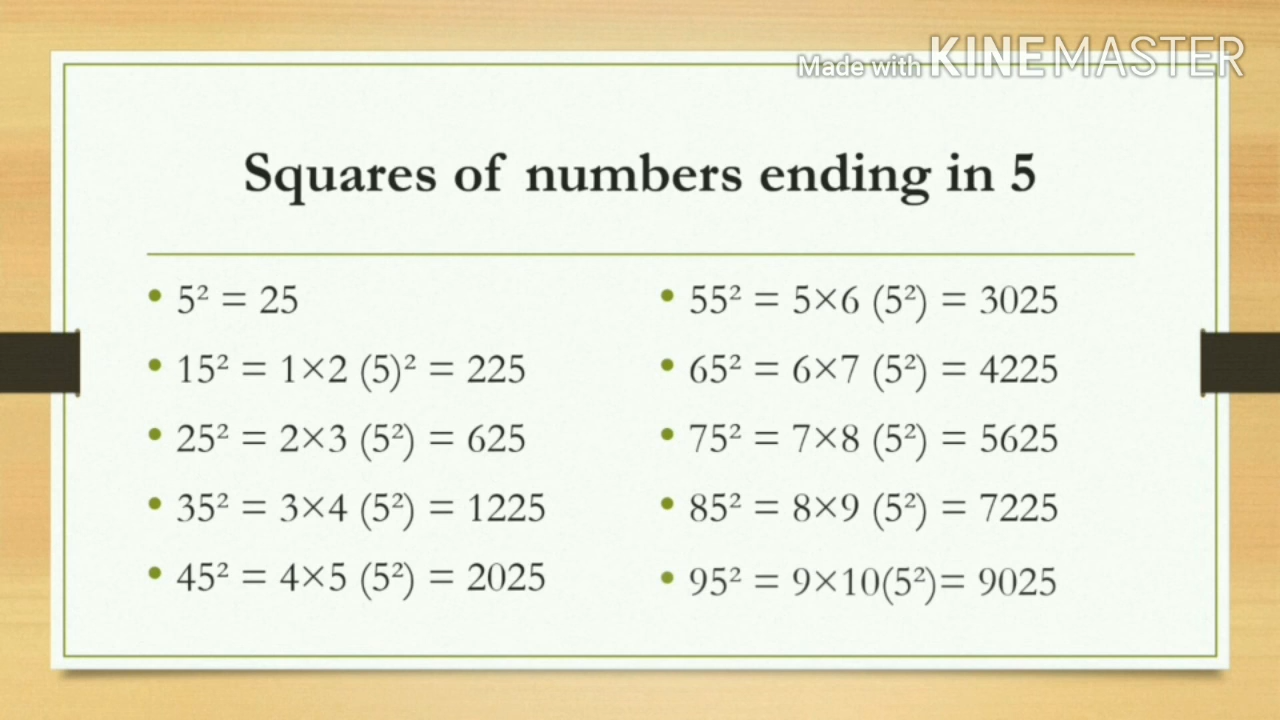 Made with KINEMASTER
Squares of numbers ending in 5
• 5² = 25
• 15² = 1×2 (5)² = 225
• 25² = 2×3 (5²) = 625
• 35² = 3×4 (5²) = 1225
• 45² = 4×5 (5²) = 2025
• 55² = 5×6 (5²) = 3025
• 65² = 6×7 (5²) = 4225
• 75² = 7×8 (5²) = 5625
• 85² = 8×9 (5²) = 7225
• 95² = 9×10(5²)= 9025